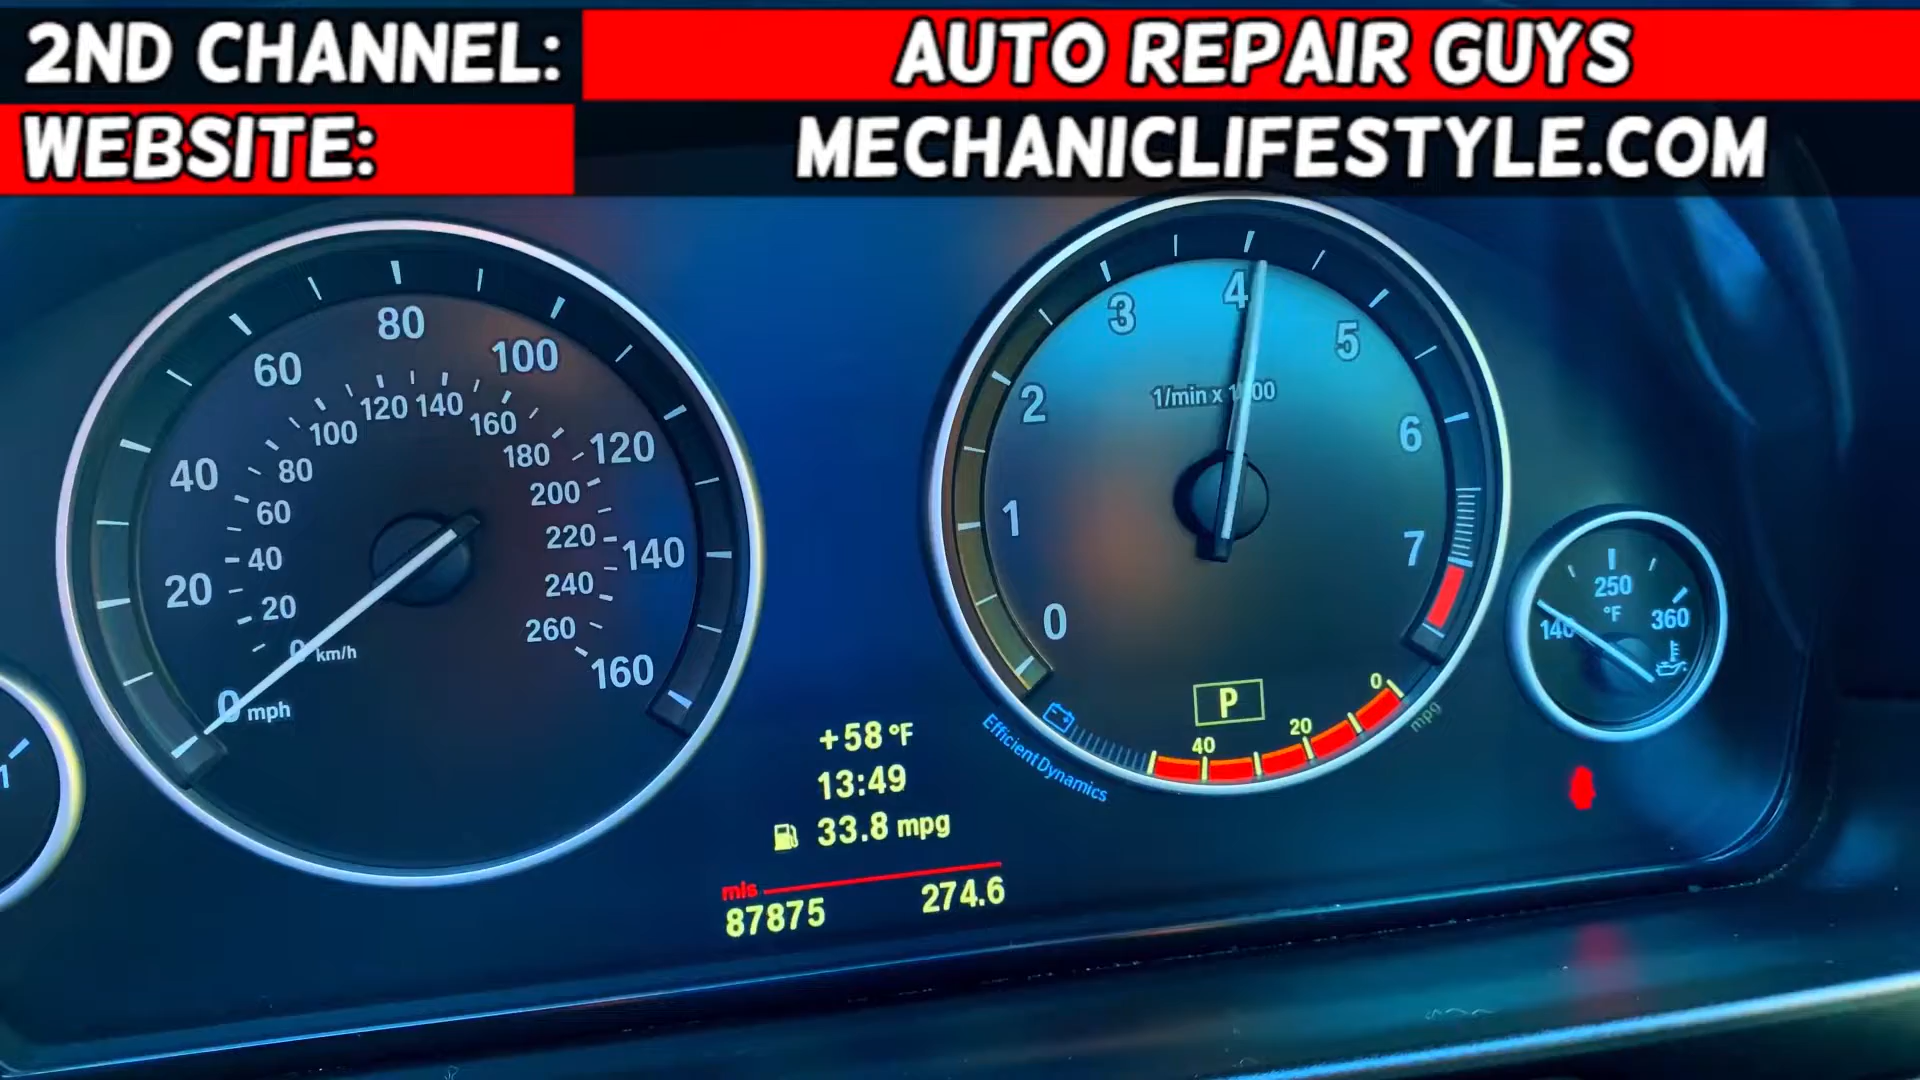 2ND CHANNEL: AUTO REPAIR GUYS
WEBSITE: MECHANICLIFESTYLE.COM
0 20 40 60 80 100 120 140 160
mph
0 20 40 60 80 100 120 140 160 180 200 220 240 260
km/h
0 1 2 3 4 5 6 7
1/min x 1000
P
40 20 0
mpg
EfficientDynamics
140 250 360
°F
1
+58 °F
13:49
33.8 mpg
mls
87875 274.6